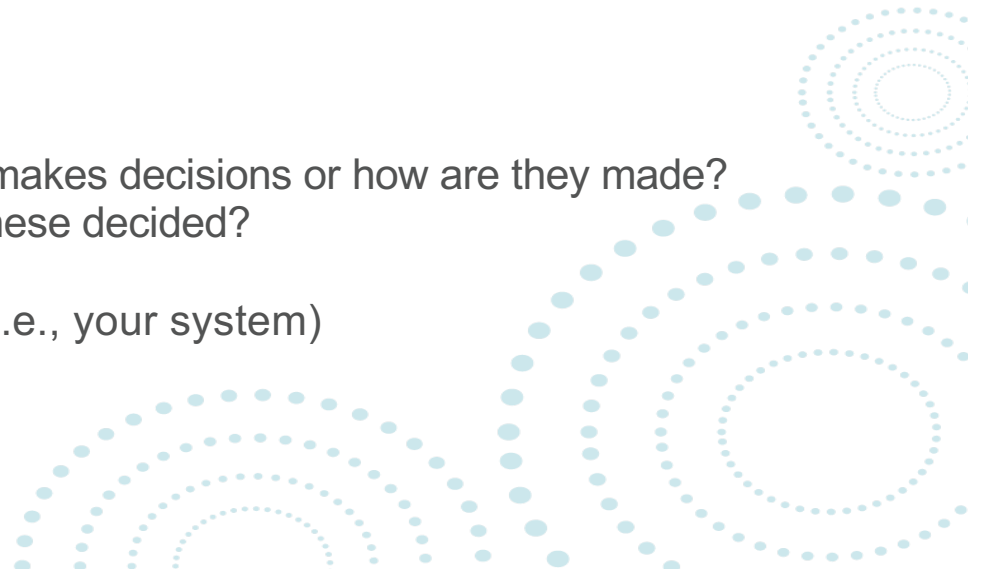 makes decisions or how are they made?
hese decided?
.e., your system)